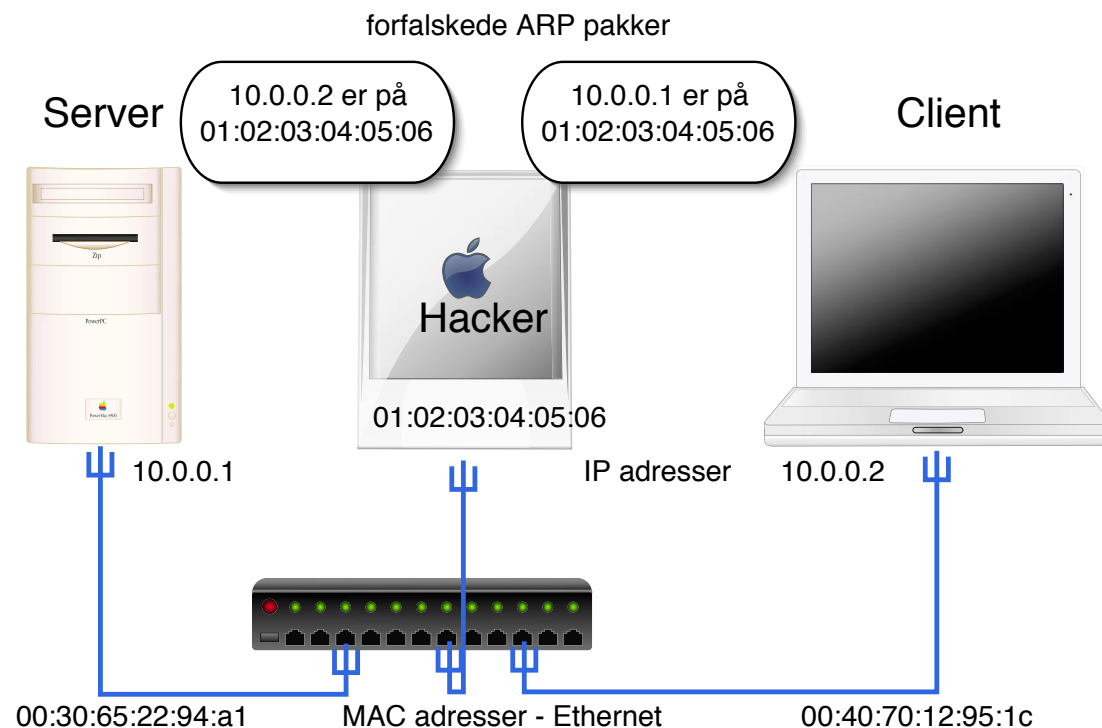 forfalskede ARP pakker
Server
10.0.0.2 er på
01:02:03:04:05:06
10.0.0.1 er på
01:02:03:04:05:06
Client
Zip
PowerPC
Hacker
01:02:03:04:05:06
10.0.0.1
IP adresser
10.0.0.2
00:30:65:22:94:a1
MAC adresser - Ethernet
00:40:70:12:95:1c